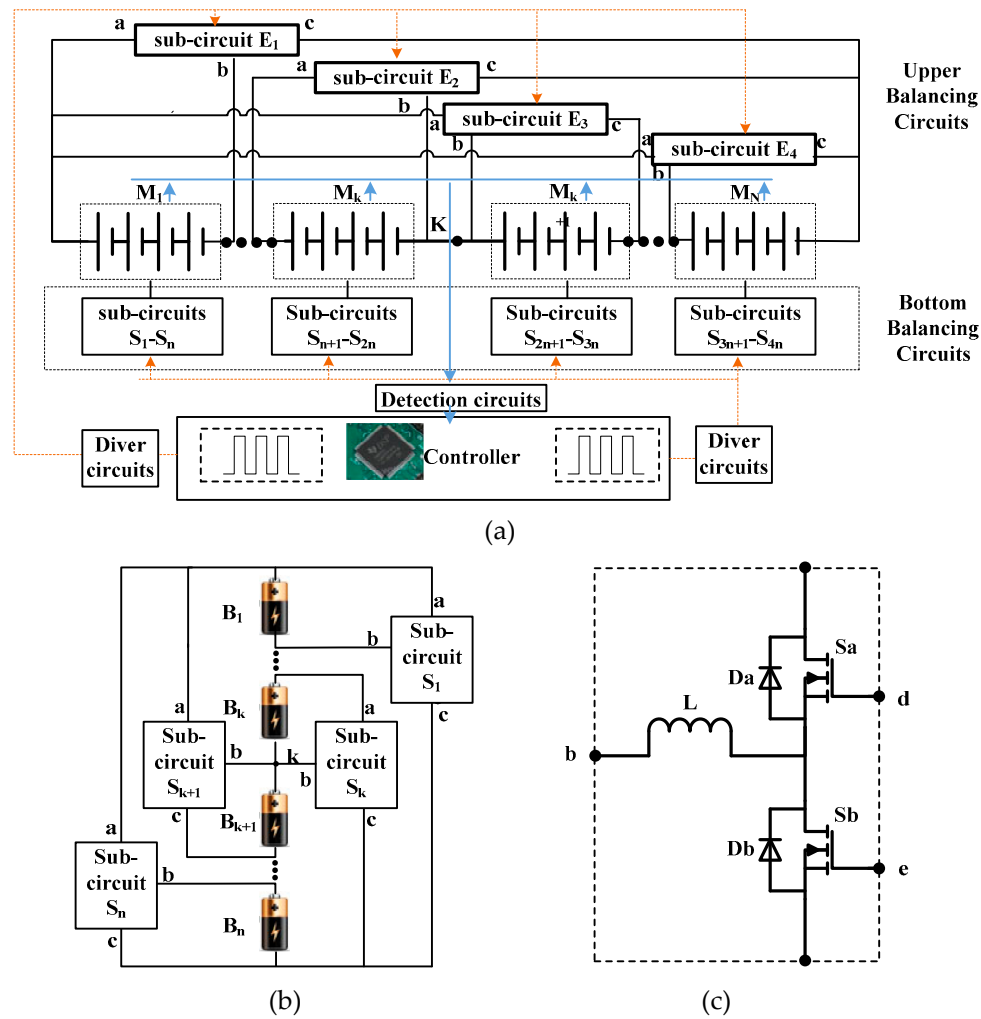 a
sub-circuit E1
c
b
a
sub-circuit E2
c
b
a
sub-circuit E3
c
b
a
sub-circuit E4
c
b
Upper
Balancing
Circuits
M1
Mk
K
Mk
+1
MN
sub-circuits
S1-Sn
Sub-circuits
Sn+1-S2n
Sub-circuits
S2n+1-S3n
Sub-circuits
S3n+1-S4n
Bottom
Balancing
Circuits
Detection circuits
Diver
circuits
Controller
Diver
circuits
(a)
B1
a
b
Sub-
circuit
S1
c
Bk
a
a
Sub-
circuit
Sk+1
b
k
b
Sub-
circuit
Sk
c
c
Bk+1
a
Sub-
circuit
Sn
b
c
Bn
(b)
Sa
Da
d
L
b
Sb
Db
e
(c)